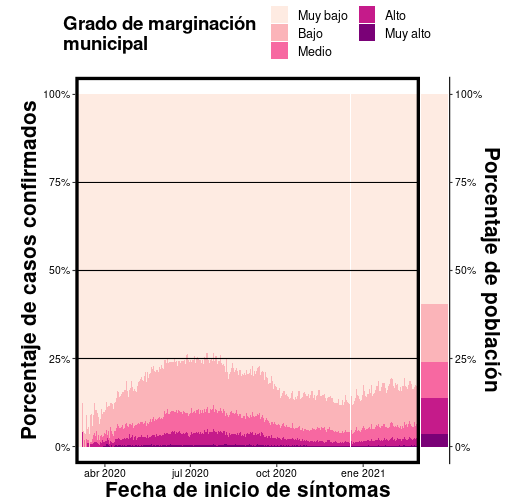 Grado de marginación
municipal
Muy bajo
Bajo
Medio
Alto
Muy alto
Porcentaje de casos confirmados
100%
75%
50%
25%
0%
abr 2020
jul 2020
oct 2020
ene 2021
Fecha de inicio de síntomas
100%
75%
50%
25%
0%
Porcentaje de población